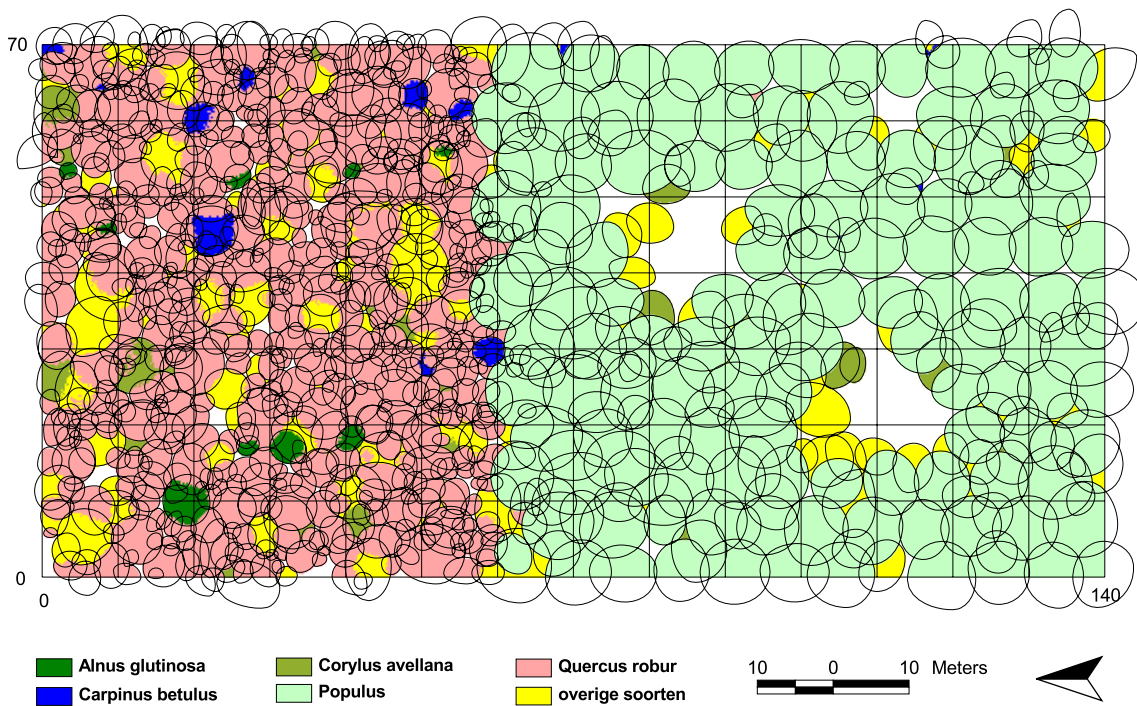 70
0
0
140
Alnus glutinosa
Corylus avellana
Quercus robur
10 0 10 Meters
Carpinus betulus
Populus
overige soorten